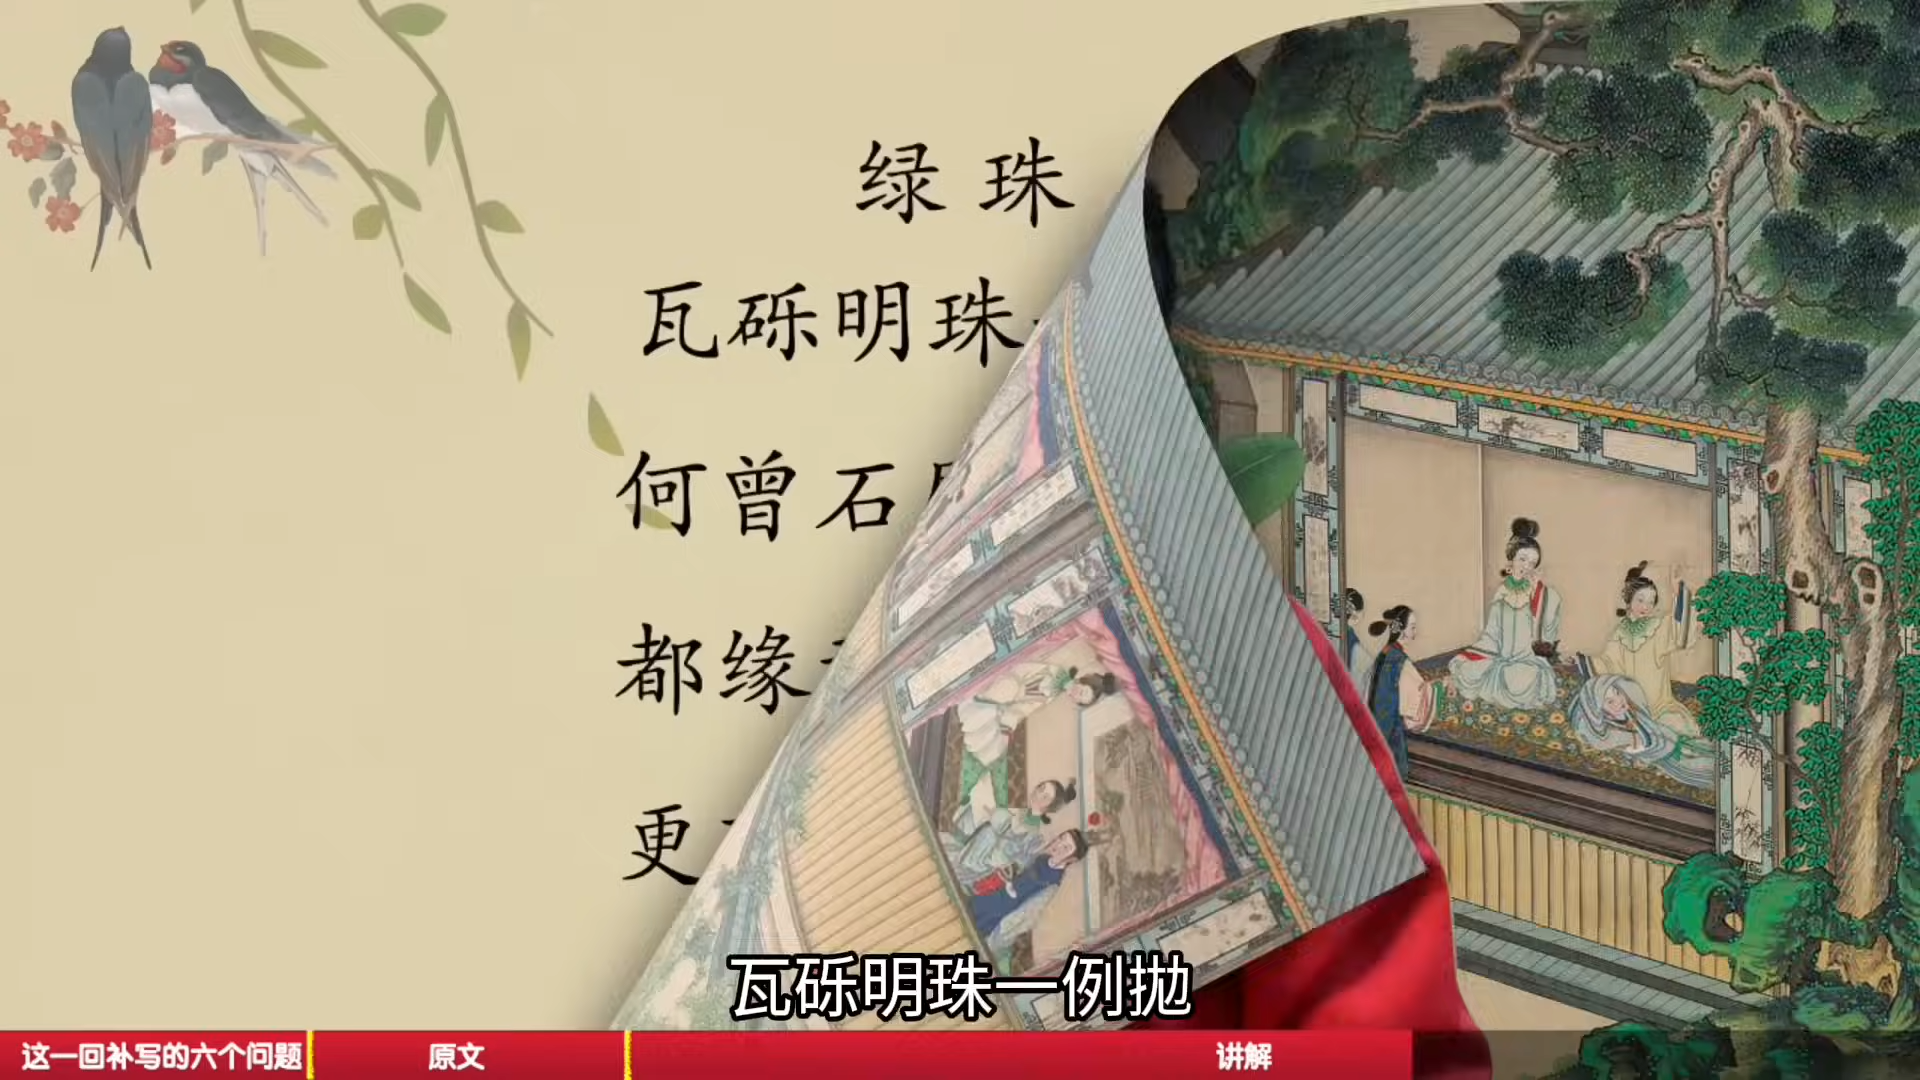 绿珠
瓦砾明珠
何曾石
都缘
更
瓦砾明珠一例抛
这一回补写的六个问题
原文
讲解